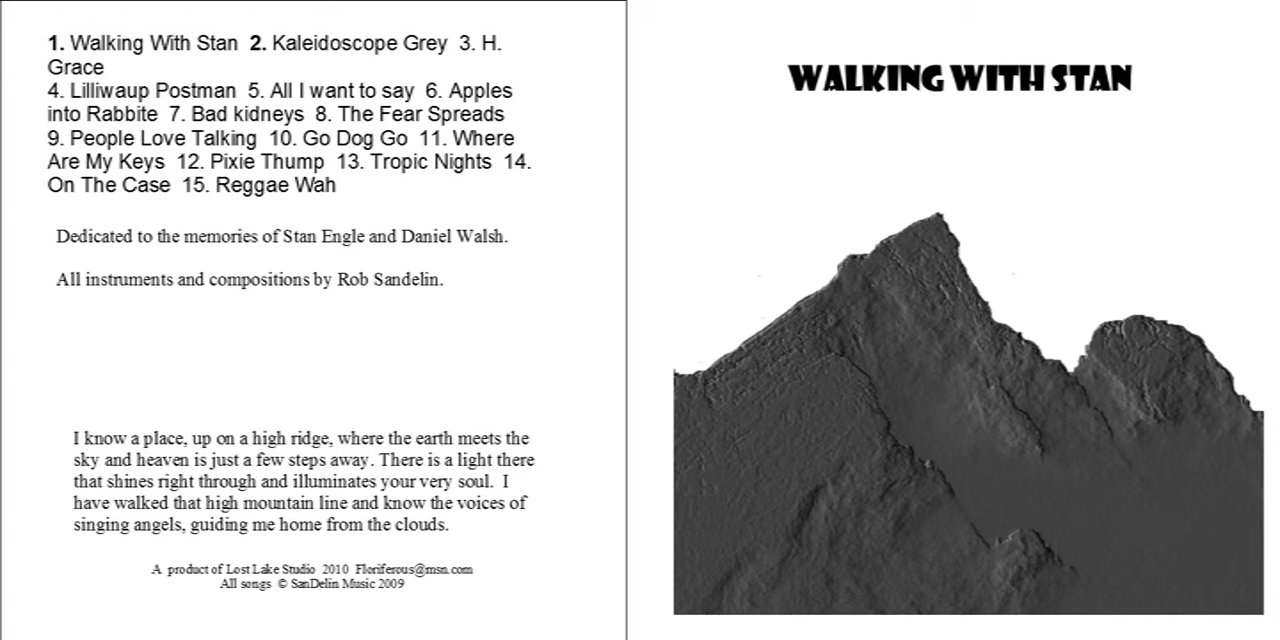 1. Walking With Stan 2. Kaleidoscope Grey 3. H.
Grace
4. Lilliwaup Postman 5. All I want to say 6. Apples
into Rabbite 7. Bad kidneys 8. The Fear Spreads
9. People Love Talking 10. Go Dog Go 11. Where
Are My Keys 12. Pixie Thump 13. Tropic Nights 14.
On The Case 15. Reggae Wah
Dedicated to the memories of Stan Engle and Daniel Walsh.
All instruments and compositions by Rob Sandelin.
I know a place, up on a high ridge, where the earth meets the
sky and heaven is just a few steps away. There is a light there
that shines right through and illuminates your very soul. I
have walked that high mountain line and know the voices of
singing angels, guiding me home from the clouds.
A product of Lost Lake Studio 2010 Floriferous@msn.com
All songs © SanDelin Music 2009
WALKING WITH STAN